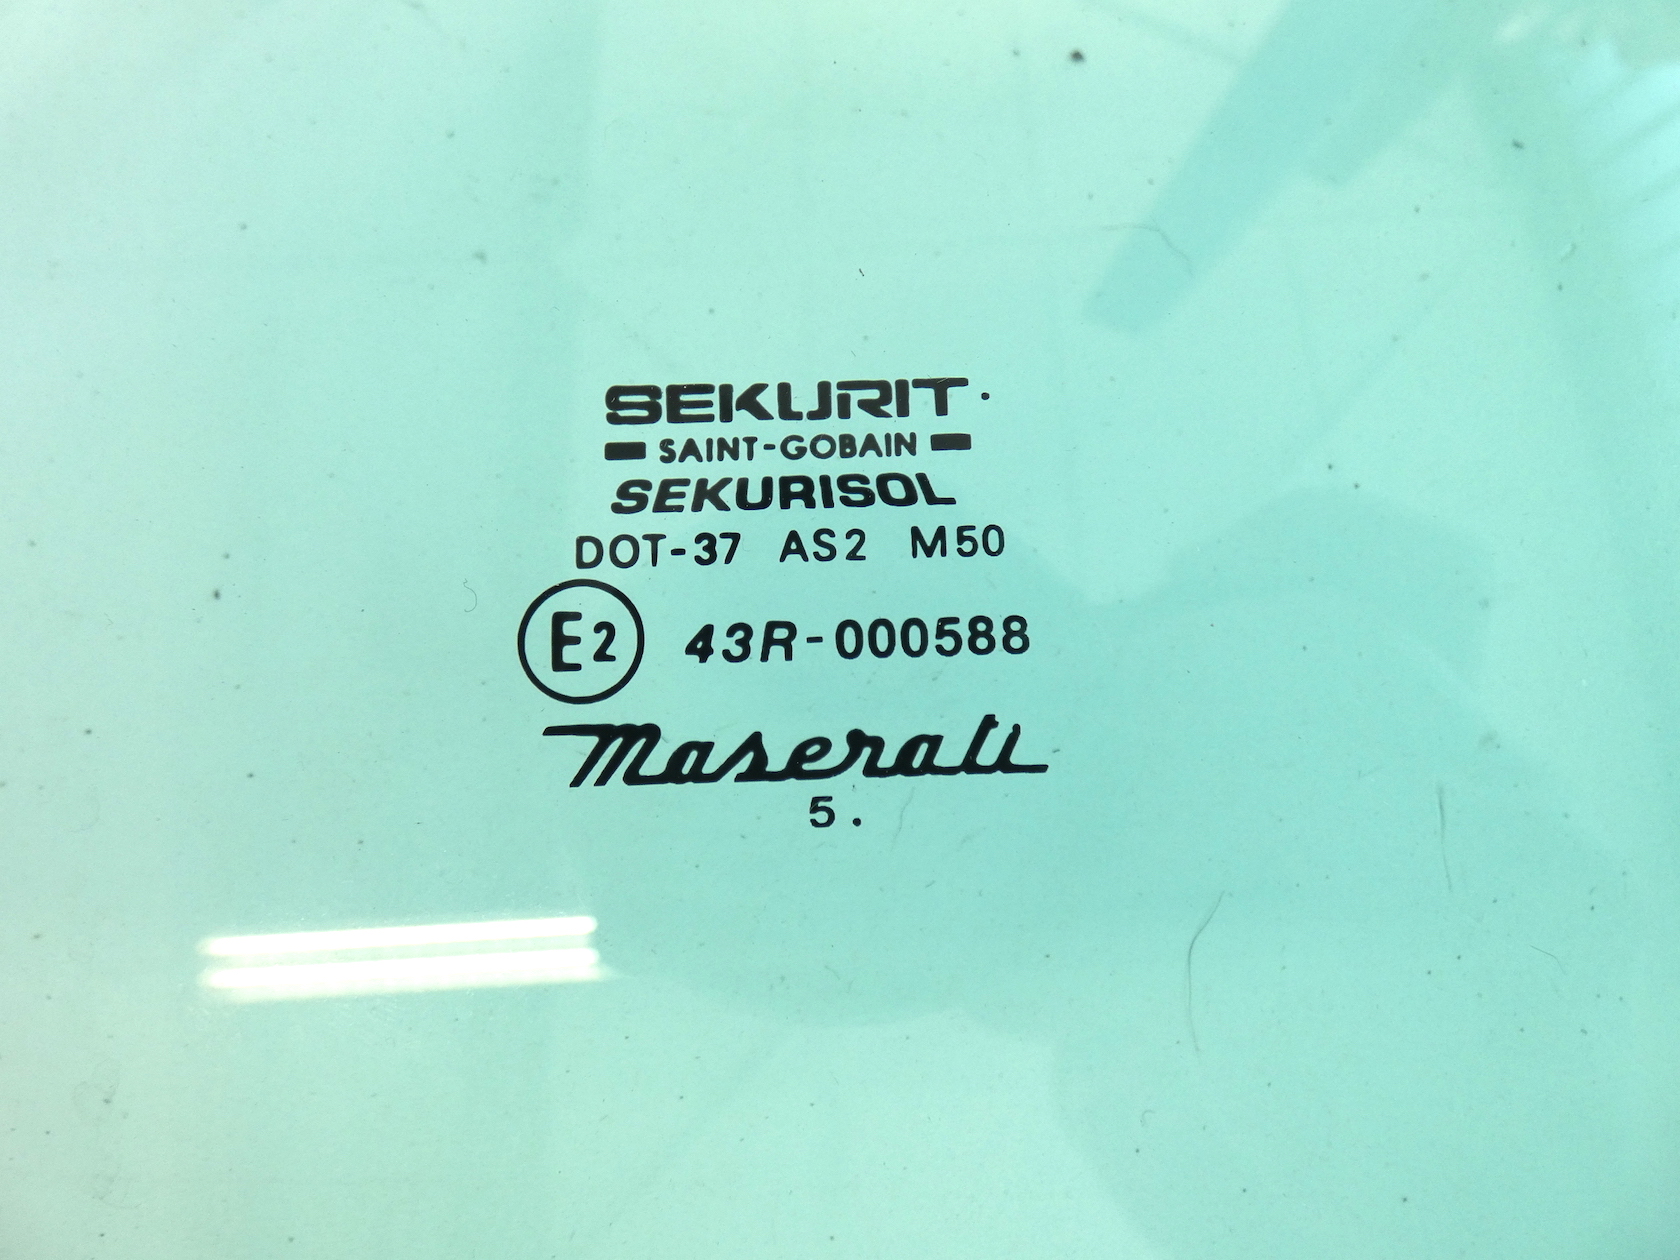 SEKURIT.
SAINT-GOBAIN
SEKURISOL
DOT-37 AS2 M50
E2 43R-000588
Maserati
5.